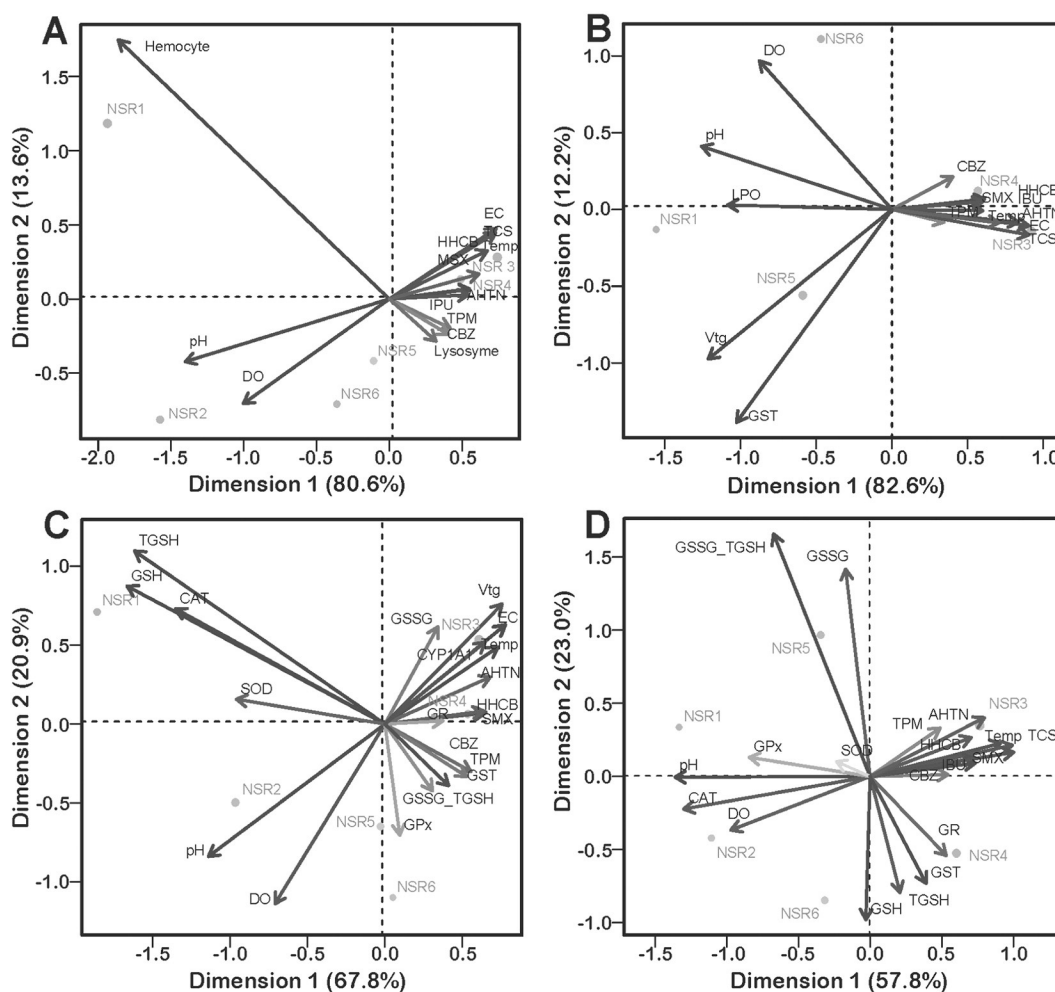 A
Hemocyte
NSR1
EC
TCS
HHCB
Temp
MSX
NSR 3
NSR4
AHTN
IPU
TPM
CBZ
Lysosyme
pH
DO
NSR5
NSR6
NSR2
1.5
1.0
0.5
0.0
-0.5
-2.0 -1.5 -1.0 -0.5 0.0 0.5
Dimension 1 (80.6%)
Dimension 2 (13.6%)
B
DO
NSR6
pH
CBZ
NSR4
HHCB
LPO
SMX IBU
TPM
Temp
AHTN
EC
TCS
NSR1
NSR3
NSR5
Vtg
GST
1.0
0.5
0.0
-0.5
-1.0
-1.5 -1.0 -0.5 0.0 0.5 1.0
Dimension 1 (82.6%)
Dimension 2 (12.2%)
C
TGSH
GSH
NSR1
CAT
Vtg
GSSG
EC
NSR3
CYP1A1
Temp
AHTN
SOD
NSR4
HHCB
GR
SMX
CBZ
TPM
GST
GSSG_TGSH
NSR2
NSR5
GPx
pH
DO
NSR6
1.0
0.5
0.0
-0.5
-1.0
-1.5 -1.0 -0.5 0.0 0.5
Dimension 1 (67.8%)
Dimension 2 (20.9%)
D
GSSG_TGSH
GSSG
NSR5
NSR1
TPM
AHTN
NSR3
HHCB
Temp TCS
GPx
SOD
SMX
IBU
pH
CBZ
CAT
DO
NSR2
GR
NSR4
GST
TGSH
NSR6
GSH
1.5
1.0
0.5
0.0
-0.5
-1.0
-1.5 -1.0 -0.5 0.0 0.5 1.0
Dimension 1 (57.8%)
Dimension 2 (23.0%)